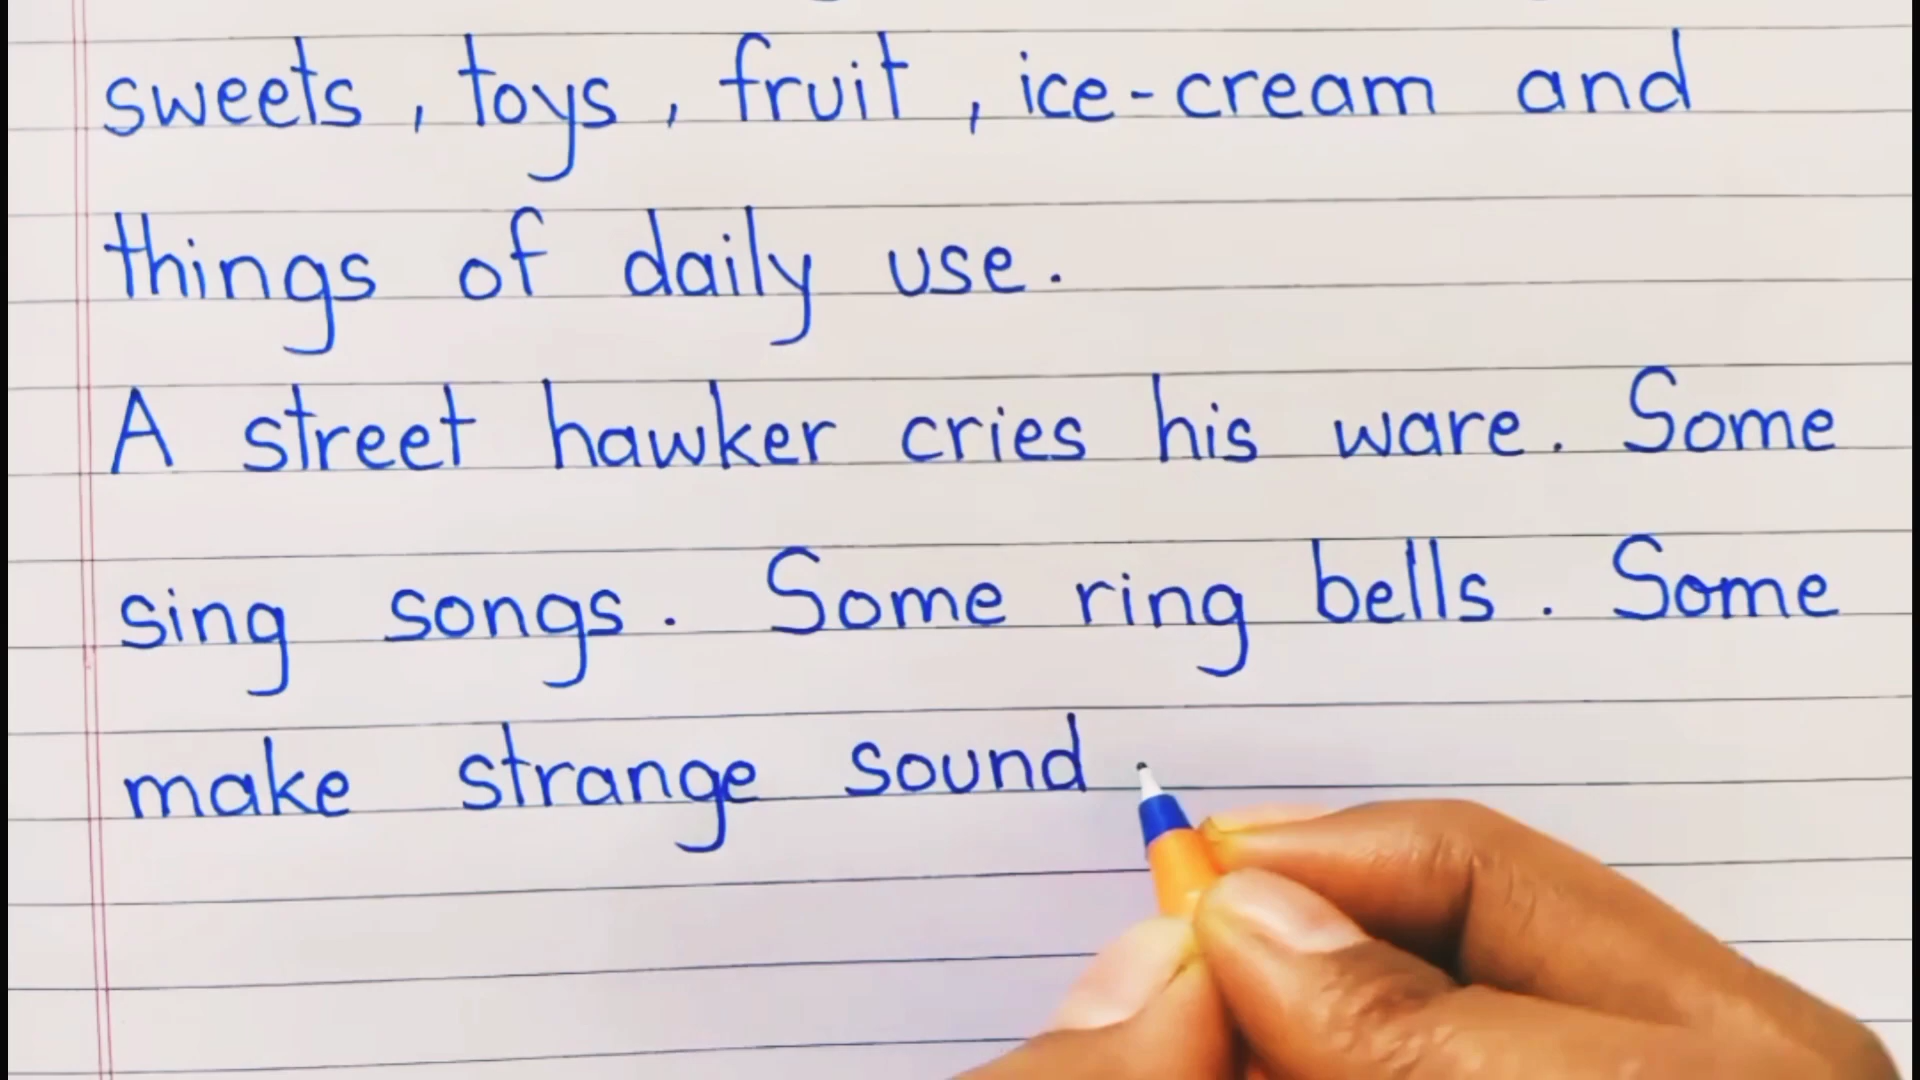 sweets, toys, fruit, ice-cream and
things of daily use.
A street hawker cries his ware. Some
sing songs. Some ring bells. Some
make strange sound.